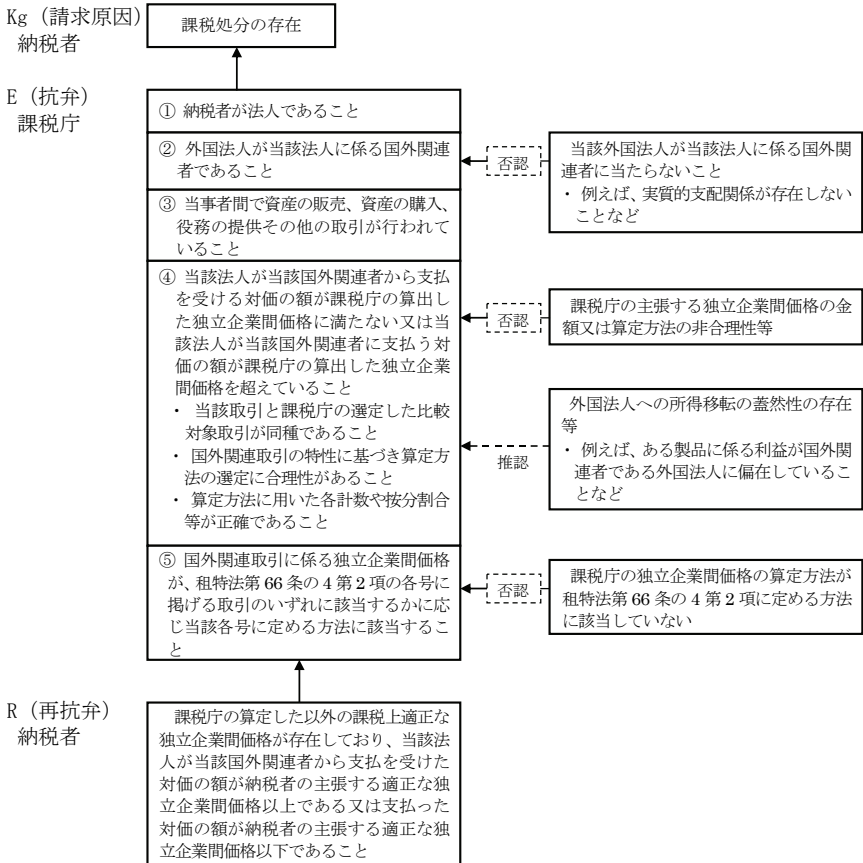 Kg（請求原因）
納税者
課税処分の存在
E（抗弁）
課税庁
① 納税者が法人であること
② 外国法人が当該法人に係る国外関連
者であること
否認
当該外国法人が当該法人に係る国外関
連者に当たらないこと
・ 例えば、実質的支配関係が存在しない
ことなど
③ 当事者間で資産の販売、資産の購入、
役務の提供その他の取引が行われて
いること
④ 当該法人が当該国外関連者から支払
を受ける対価の額が課税庁の算出し
た独立企業間価格に満たない又は当
該法人が当該国外関連者に支払う対
価の額が課税庁の算出した独立企業
間価格を超えていること
・ 当該取引と課税庁の選定した比較
対象取引が同種であること
・ 国外関連取引の特性に基づき算定方
法の選定に合理性があること
・ 算定方法に用いた各計数や按分割合
等が正確であること
否認
課税庁の主張する独立企業間価格の金
額又は算定方法の非合理性等
推認
外国法人への所得移転の蓋然性の存在
等
・ 例えば、ある製品に係る利益が国外関
連者である外国法人に偏在しているこ
となど
⑤ 国外関連取引に係る独立企業間価格
が、租特法第 66 条の 4 第 2 項の各号に
掲げる取引のいずれに該当するかに応
じ当該各号に定める方法に該当するこ
と
否認
課税庁の独立企業間価格の算定方法が
租特法第 66 条の 4 第 2 項に定める方法
に該当していない
R（再抗弁）
納税者
課税庁の算定した以外の課税上適正な
独立企業間価格が存在しており、当該法
人が当該国外関連者から支払を受けた
対価の額が納税者の主張する適正な独
立企業間価格以上である又は支払った
対価の額が納税者の主張する適正な独
立企業間価格以下であること